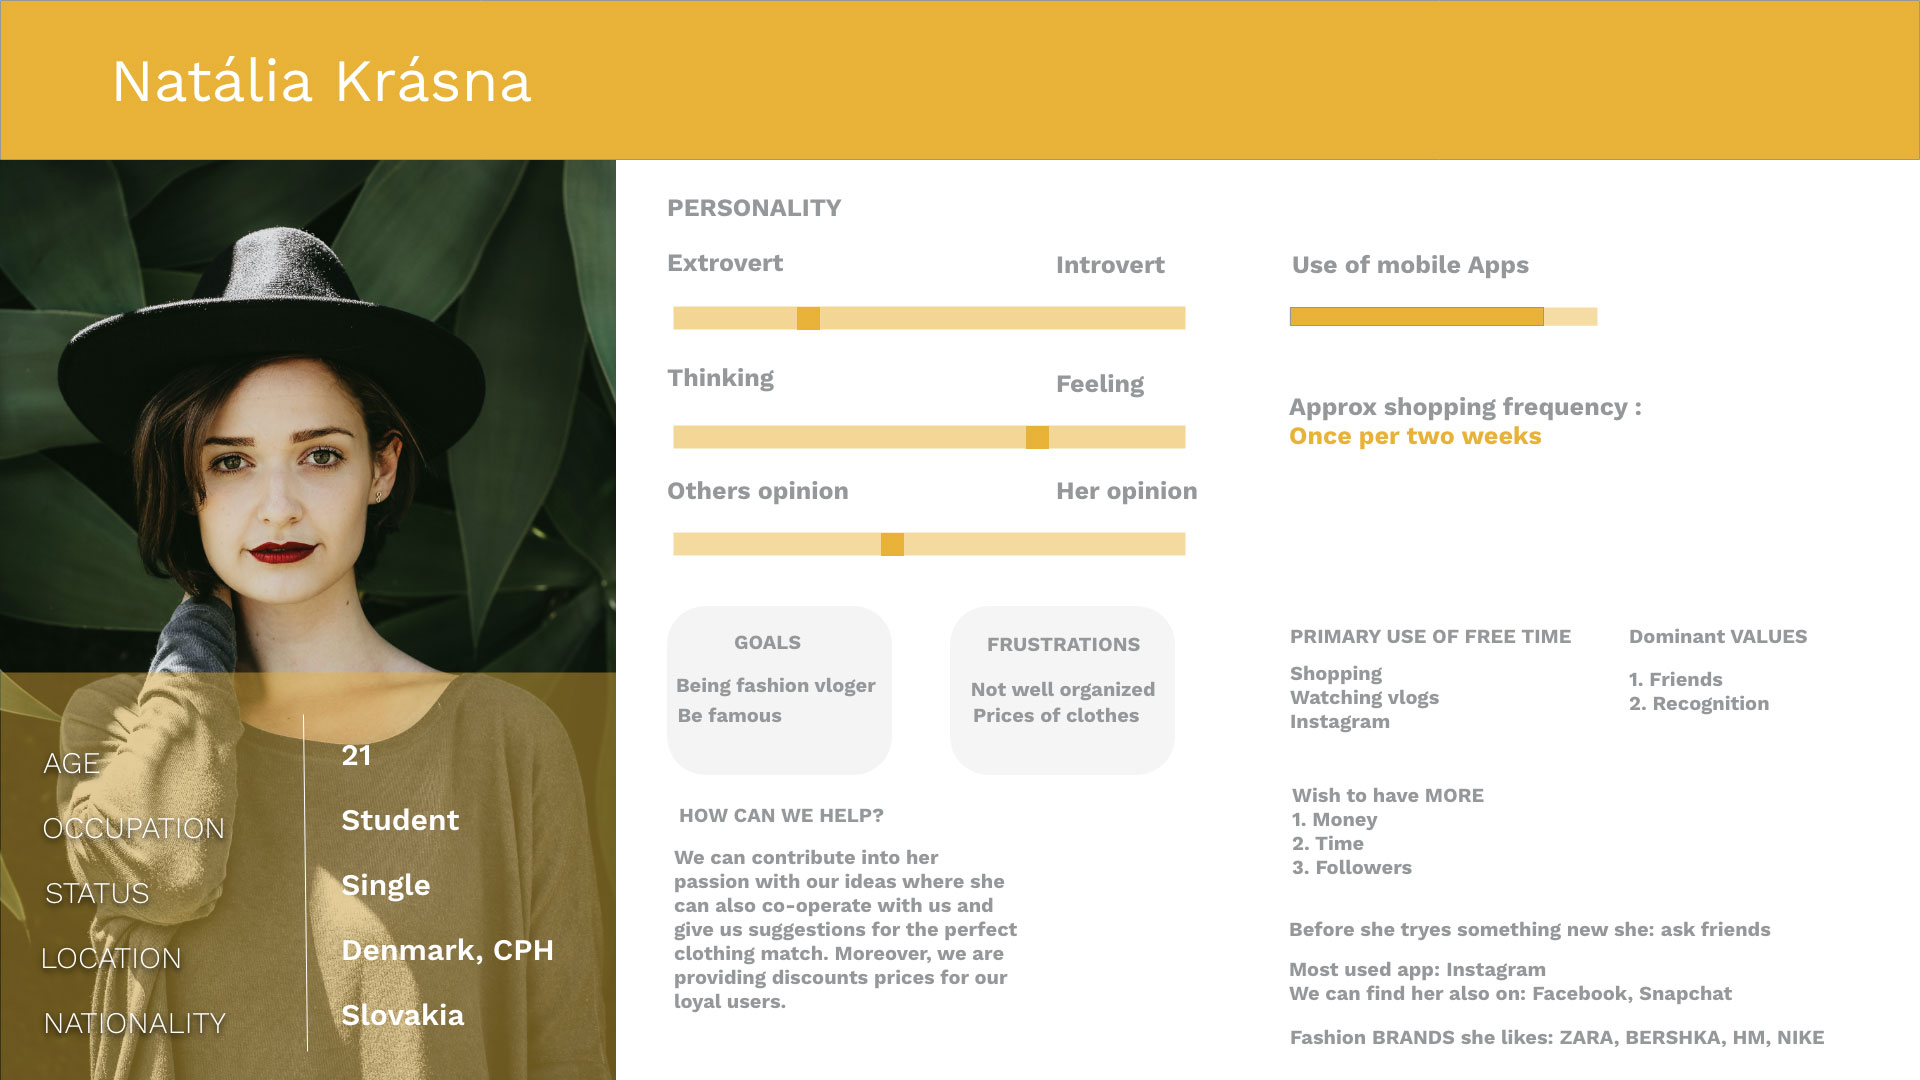 Natália Krásna
AGE
21
OCCUPATION
Student
STATUS
Single
LOCATION
Denmark, CPH
NATIONALITY
Slovakia
PERSONALITY
Extrovert
Introvert
Thinking
Feeling
Others opinion
Her opinion
GOALS
Being fashion vloger
Be famous
FRUSTRATIONS
Not well organized
Prices of clothes
HOW CAN WE HELP?
We can contribute into her
passion with our ideas where she
can also co-operate with us and
give us suggestions for the perfect
clothing match. Moreover, we are
providing discounts prices for our
loyal users.
Use of mobile Apps
Approx shopping frequency :
Once per two weeks
PRIMARY USE OF FREE TIME
Shopping
Watching vlogs
Instagram
Dominant VALUES
1. Friends
2. Recognition
Wish to have MORE
1. Money
2. Time
3. Followers
Before she tryes something new she: ask friends
Most used app: Instagram
We can find her also on: Facebook, Snapchat
Fashion BRANDS she likes: ZARA, BERSHKA, HM, NIKE